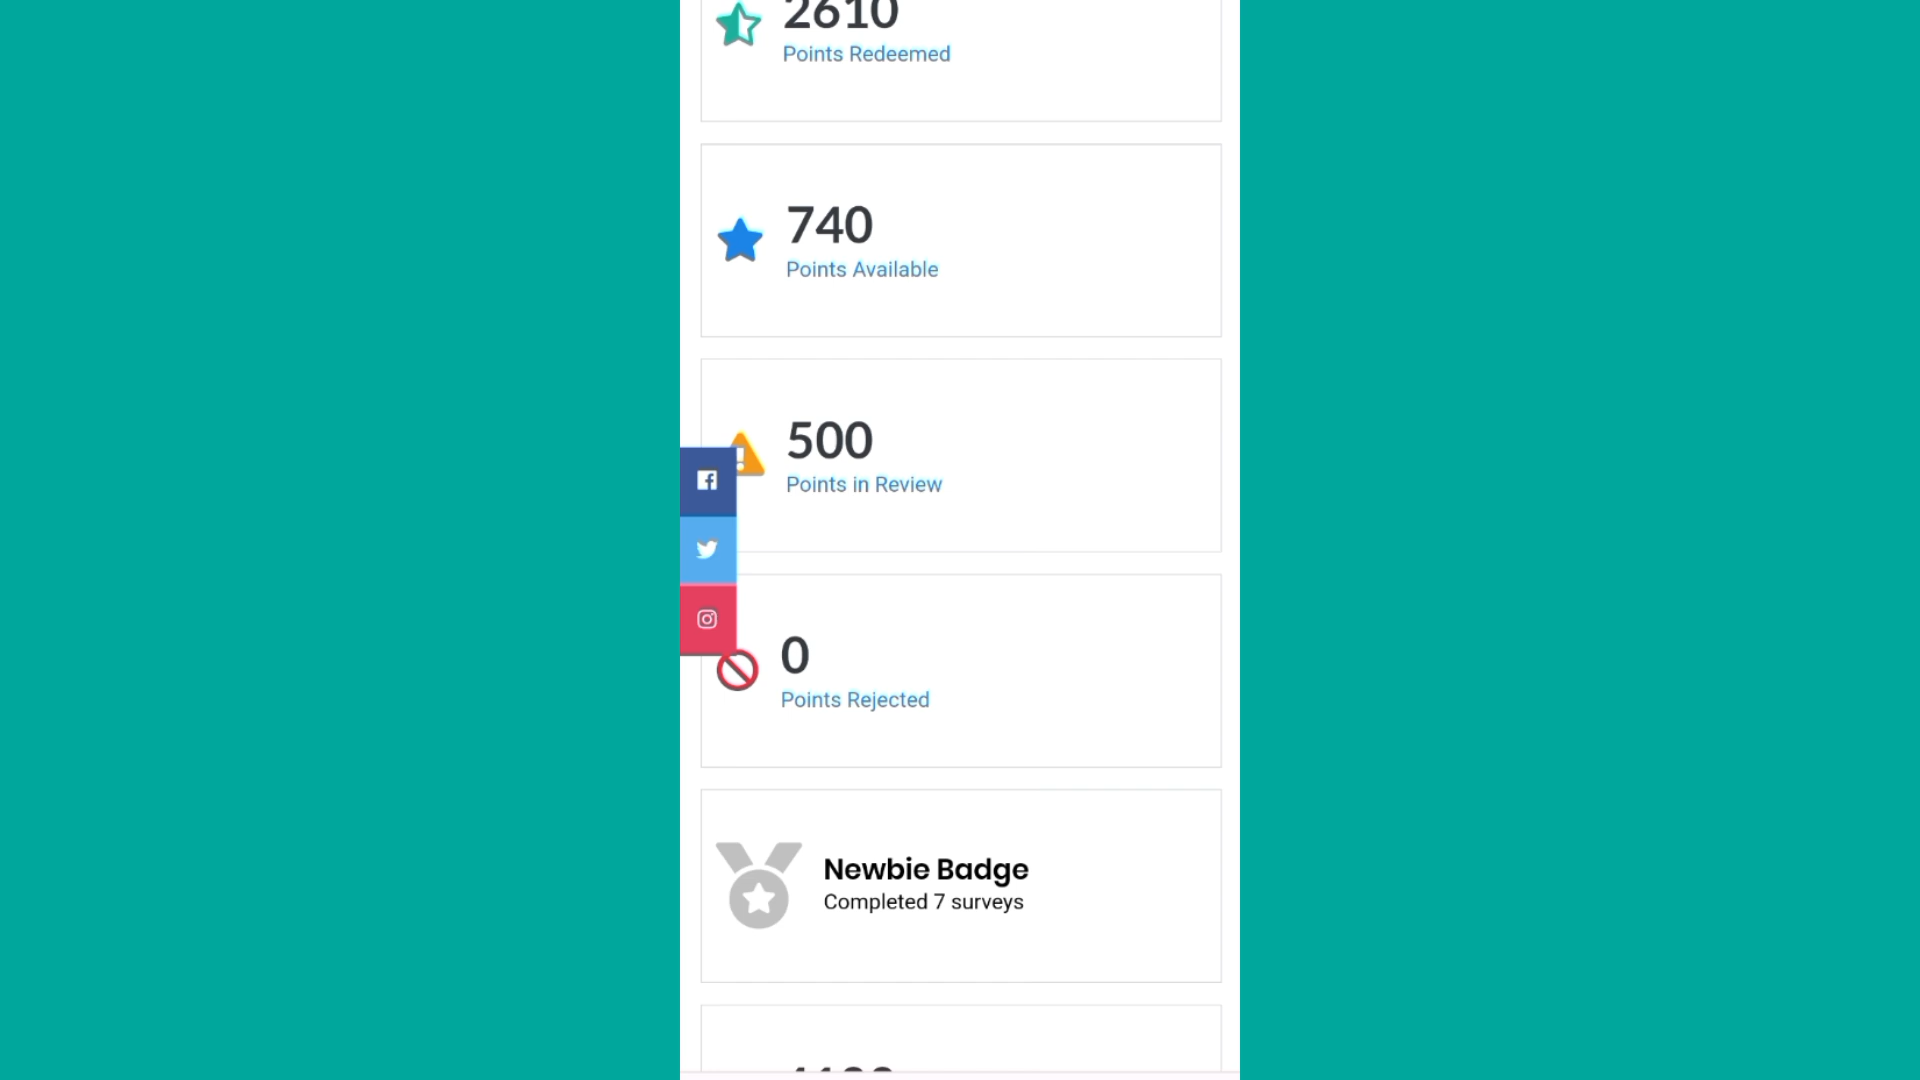 2610
Points Redeemed
740
Points Available
500
Points in Review
0
Points Rejected
Newbie Badge
Completed 7 surveys